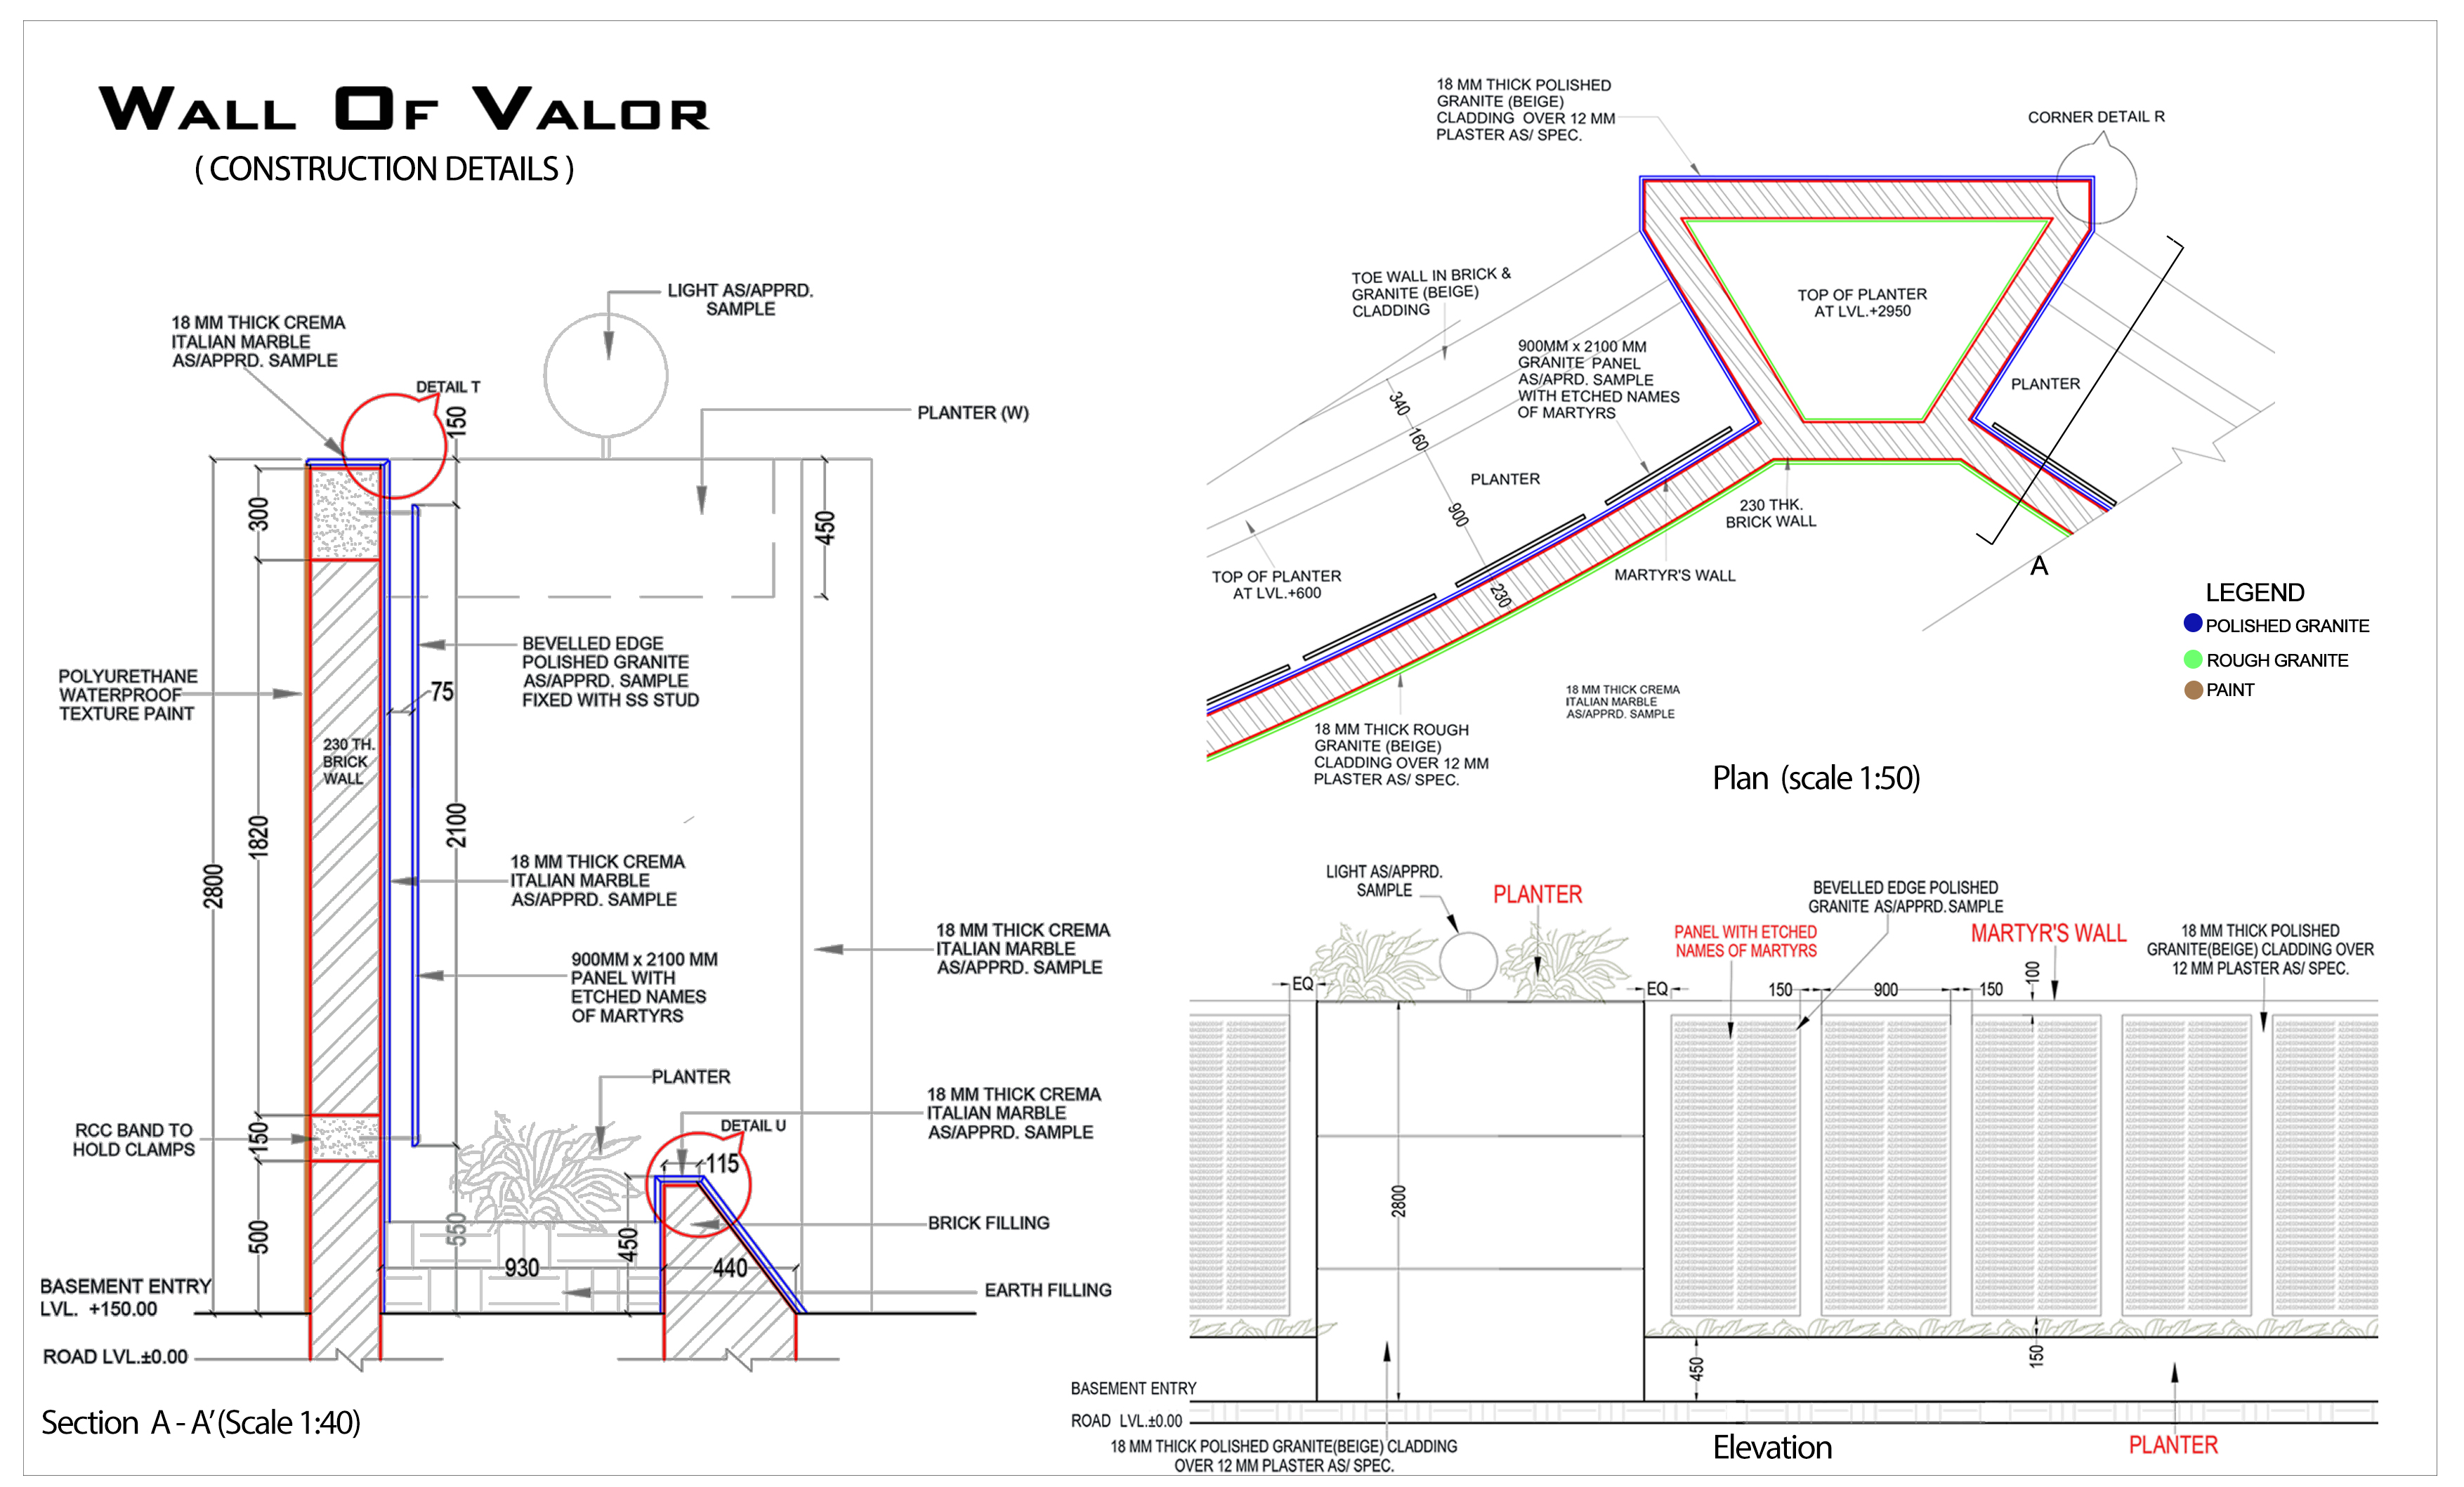 WALL OF VALOR
( CONSTRUCTION DETAILS )
18 MM THICK CREMA
ITALIAN MARBLE
AS/APPRD. SAMPLE
DETAIL T
LIGHT AS/APPRD.
SAMPLE
PLANTER (W)
150
300
450
BEVELLED EDGE
POLISHED GRANITE
AS/APPRD. SAMPLE
FIXED WITH SS STUD
POLYURETHANE
WATERPROOF
TEXTURE PAINT
75
230 TH.
BRICK
WALL
1820
2100
2800
18 MM THICK CREMA
ITALIAN MARBLE
AS/APPRD. SAMPLE
18 MM THICK CREMA
ITALIAN MARBLE
AS/APPRD. SAMPLE
900MM x 2100 MM
PANEL WITH
ETCHED NAMES
OF MARTYRS
PLANTER
18 MM THICK CREMA
ITALIAN MARBLE
AS/APPRD. SAMPLE
RCC BAND TO
HOLD CLAMPS
150
DETAIL U
115
BRICK FILLING
500
550
450
930
440
EARTH FILLING
BASEMENT ENTRY
LVL. +150.00
ROAD LVL.±0.00
Section A - A' (Scale 1:40)
18 MM THICK POLISHED
GRANITE (BEIGE)
CLADDING OVER 12 MM
PLASTER AS/ SPEC.
CORNER DETAIL R
TOE WALL IN BRICK &
GRANITE (BEIGE)
CLADDING
TOP OF PLANTER
AT LVL.+2950
900MM x 2100 MM
GRANITE PANEL
AS/APRD. SAMPLE
WITH ETCHED NAMES
OF MARTYRS
PLANTER
340
160
900
230
PLANTER
230 THK.
BRICK WALL
TOP OF PLANTER
AT LVL.+600
MARTYR'S WALL
A
LEGEND
POLISHED GRANITE
ROUGH GRANITE
PAINT
18 MM THICK CREMA
ITALIAN MARBLE
AS/APPRD. SAMPLE
18 MM THICK ROUGH
GRANITE (BEIGE)
CLADDING OVER 12 MM
PLASTER AS/ SPEC.
Plan (scale 1:50)
LIGHT AS/APPRD.
SAMPLE
PLANTER
BEVELLED EDGE POLISHED
GRANITE AS/APPRD. SAMPLE
PANEL WITH ETCHED
NAMES OF MARTYRS
MARTYR'S WALL
18 MM THICK POLISHED
GRANITE(BEIGE) CLADDING OVER
12 MM PLASTER AS/ SPEC.
EQ
EQ
150
900
150
100
2800
450
150
BASEMENT ENTRY
ROAD LVL.±0.00
18 MM THICK POLISHED GRANITE(BEIGE) CLADDING
OVER 12 MM PLASTER AS/ SPEC.
Elevation
PLANTER